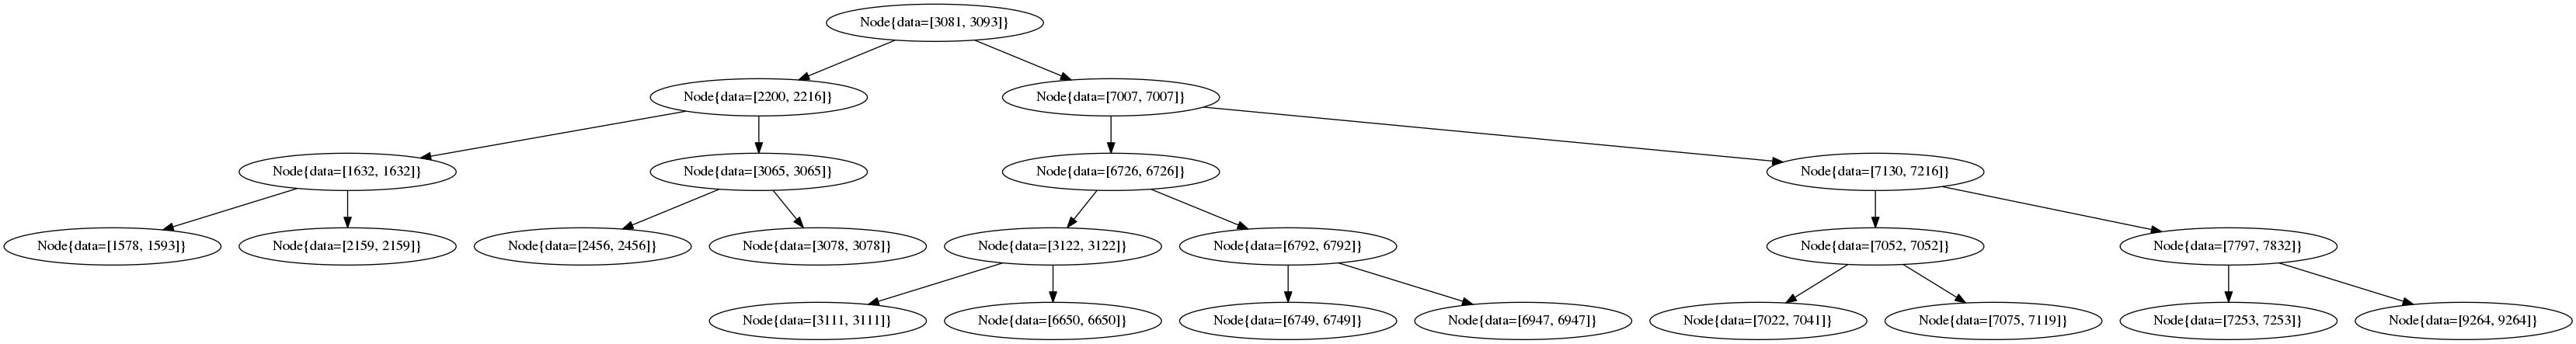 Node{data=[3081, 3093]}
Node{data=[2200, 2216]}
Node{data=[7007, 7007]}
Node{data=[1632, 1632]}
Node{data=[3065, 3065]}
Node{data=[6726, 6726]}
Node{data=[7130, 7216]}
Node{data=[1578, 1593]}
Node{data=[2159, 2159]}
Node{data=[2456, 2456]}
Node{data=[3078, 3078]}
Node{data=[3122, 3122]}
Node{data=[6792, 6792]}
Node{data=[7052, 7052]}
Node{data=[7797, 7832]}
Node{data=[3111, 3111]}
Node{data=[6650, 6650]}
Node{data=[6749, 6749]}
Node{data=[6947, 6947]}
Node{data=[7022, 7041]}
Node{data=[7075, 7119]}
Node{data=[7253, 7253]}
Node{data=[9264, 9264]}